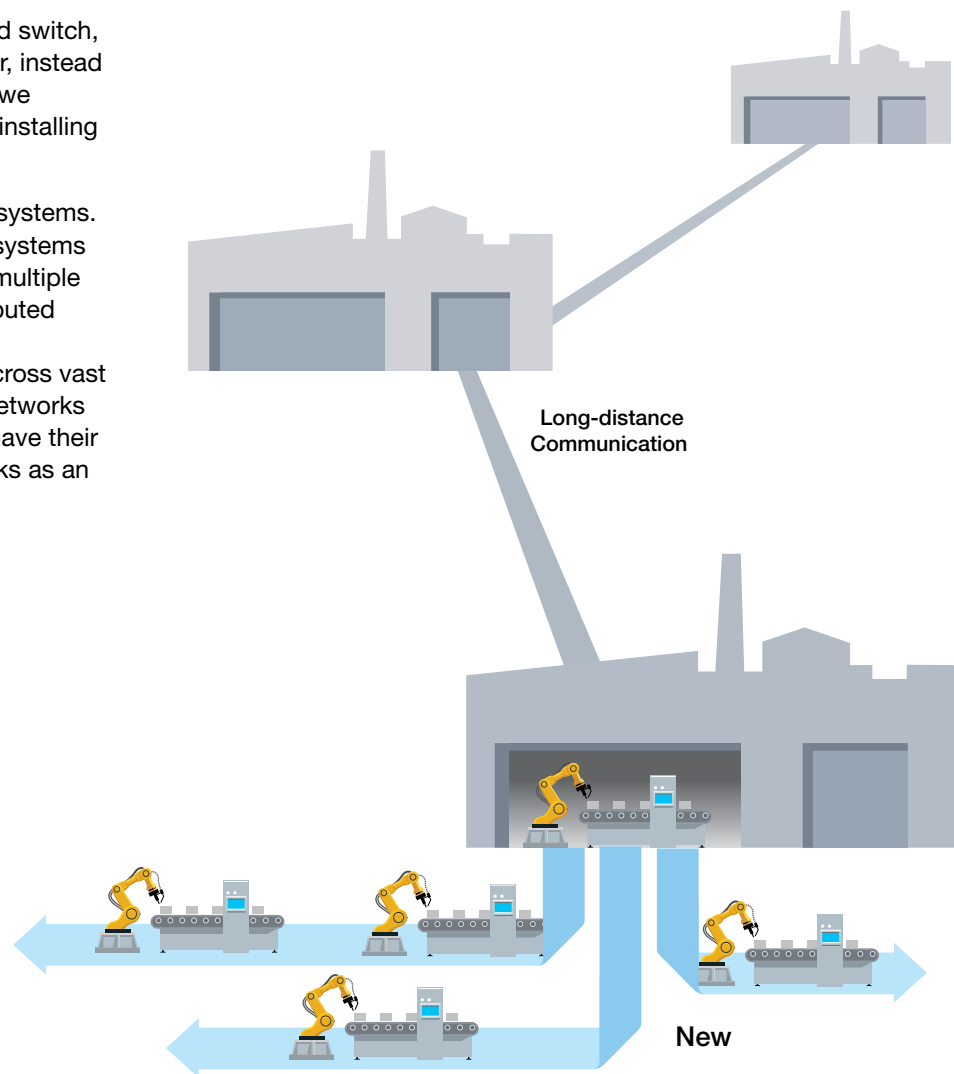 d switch,
r, instead
we
installing
systems.
systems
multiple
outed
cross vast
etworks
ave their
ks as an
Long-distance
Communication
New